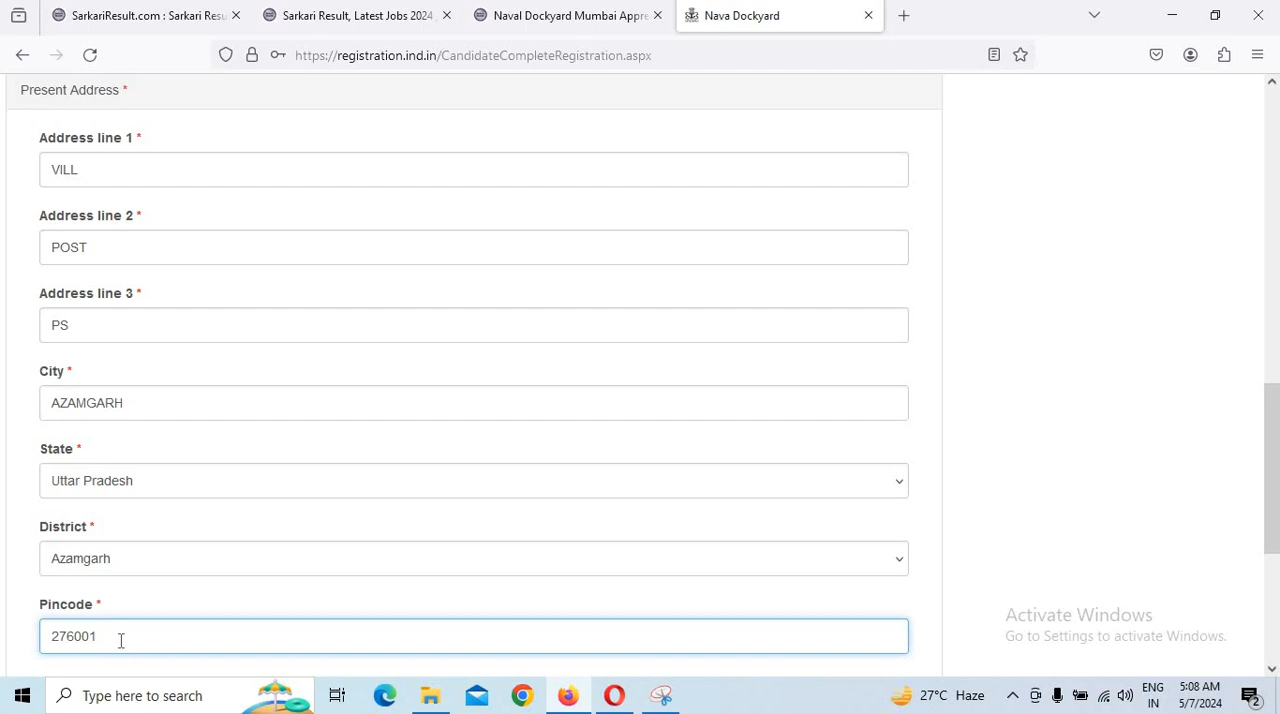 SarkariResult.com : Sarkari Resu
Sarkari Result, Latest Jobs 2024
Naval Dockyard Mumbai Appre
Nava Dockyard
https://registration.ind.in/CandidateCompleteRegistration.aspx
Present Address *
Address line 1 *
VILL
Address line 2 *
POST
Address line 3 *
PS
City *
AZAMGARH
State *
Uttar Pradesh
District *
Azamgarh
Pincode *
276001
Activate Windows
Go to Settings to activate Windows.
Type here to search
27°C Haze
ENG
IN
5:08 AM
5/7/2024
2